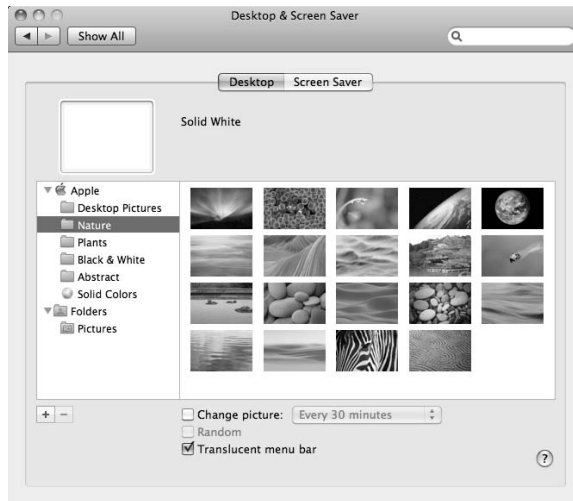 Desktop & Screen Saver
Show All
Desktop Screen Saver
Solid White
Apple
Desktop Pictures
Nature
Plants
Black & White
Abstract
Solid Colors
Folders
Pictures
+ −
Change picture: Every 30 minutes
Random
Translucent menu bar
?